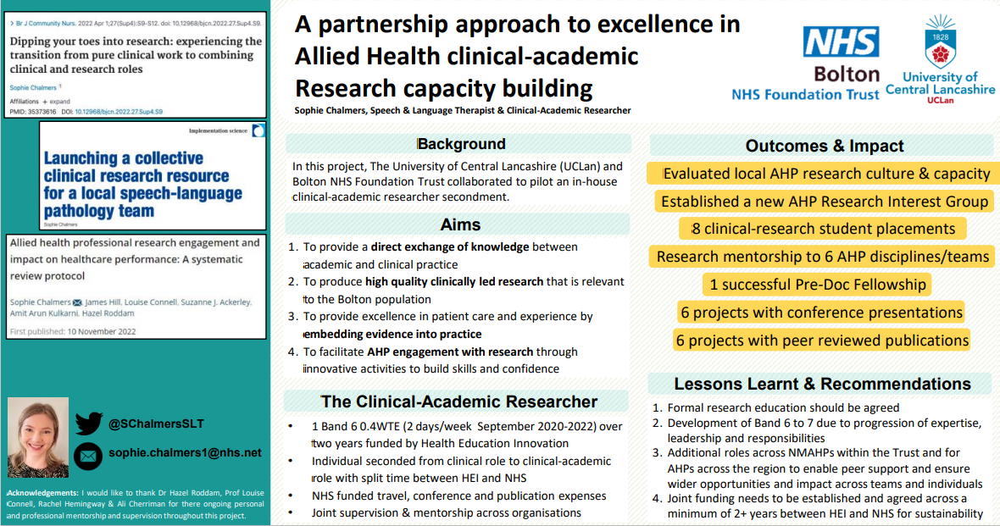 > Br J Community Nurs. 2022 Apr 1;27(Sup4):S9-S12. doi: 10.12968/bjcn.2022.27.Sup4.S9.
Dipping your toes into research: experiencing the
transition from pure clinical work to combining
clinical and research roles
Sophie Chalmers 1
Affiliations + expand
PMID: 35373616 DOI: 10.12968/bjcn.2022.27.Sup4.S9
Implementation science
Launching a collective
clinical research resource
for a local speech-language
pathology team
Sophie Chalmers
Allied health professional research engagement and
impact on healthcare performance: A systematic
review protocol
Sophie Chalmers, James Hill, Louise Connell, Suzanne J. Ackerley,
Amit Arun Kulkarni, Hazel Roddam
First published: 10 November 2022
@SChalmersSLT
sophie.chalmers1@nhs.net
Acknowledgements: I would like to thank Dr Hazel Roddam, Prof Louise
Connell, Rachel Hemingway & Ali Cherriman for there ongoing personal
and professional mentorship and supervision throughout this project.
A partnership approach to excellence in
Allied Health clinical-academic
Research capacity building
Sophie Chalmers, Speech & Language Therapist & Clinical-Academic Researcher
NHS
Bolton
NHS Foundation Trust
1828
University of
Central Lancashire
UCLan
Background
In this project, The University of Central Lancashire (UCLan) and
Bolton NHS Foundation Trust collaborated to pilot an in-house
clinical-academic researcher secondment.
Aims
1. To provide a direct exchange of knowledge between
academic and clinical practice
2. To produce high quality clinically led research that is relevant
to the Bolton population
3. To provide excellence in patient care and experience by
embedding evidence into practice
4. To facilitate AHP engagement with research through
innovative activities to build skills and confidence
The Clinical-Academic Researcher
• 1 Band 6 0.4WTE (2 days/week September 2020-2022) over
two years funded by Health Education Innovation
• Individual seconded from clinical role to clinical-academic
role with split time between HEI and NHS
• NHS funded travel, conference and publication expenses
• Joint supervision & mentorship across organisations
Outcomes & Impact
Evaluated local AHP research culture & capacity
Established a new AHP Research Interest Group
8 clinical-research student placements
Research mentorship to 6 AHP disciplines/teams
1 successful Pre-Doc Fellowship
6 projects with conference presentations
6 projects with peer reviewed publications
Lessons Learnt & Recommendations
1. Formal research education should be agreed
2. Development of Band 6 to 7 due to progression of expertise,
leadership and responsibilities
3. Additional roles across NMAHPs within the Trust and for
AHPs across the region to enable peer support and ensure
wider opportunities and impact across teams and individuals
4. Joint funding needs to be established and agreed across a
minimum of 2+ years between HEI and NHS for sustainability